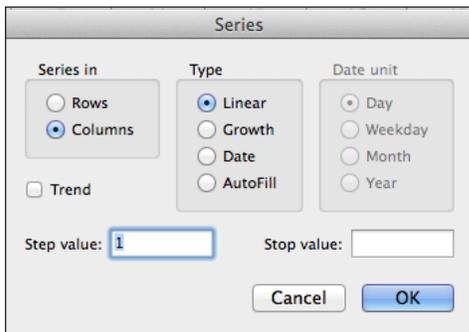 Series
Series in
Rows
Columns
Trend
Type
Linear
Growth
Date
AutoFill
Date unit
Day
Weekday
Month
Year
Step value: 1
Stop value:
Cancel
OK